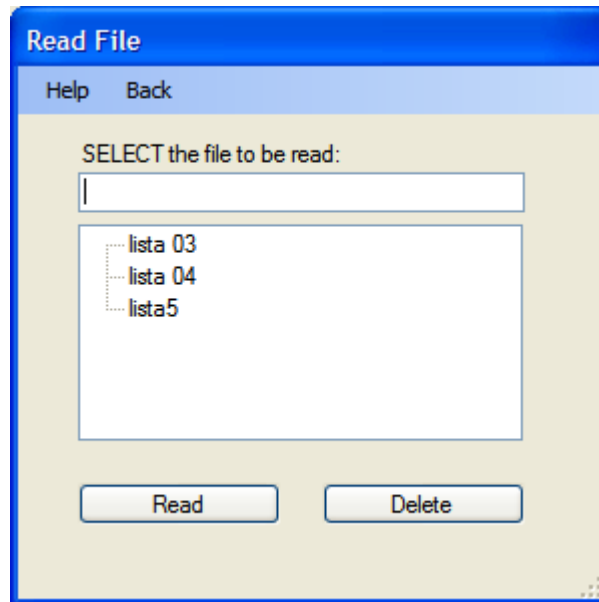 Read File
Help Back
SELECT the file to be read:
lista 03
lista 04
lista5
Read Delete